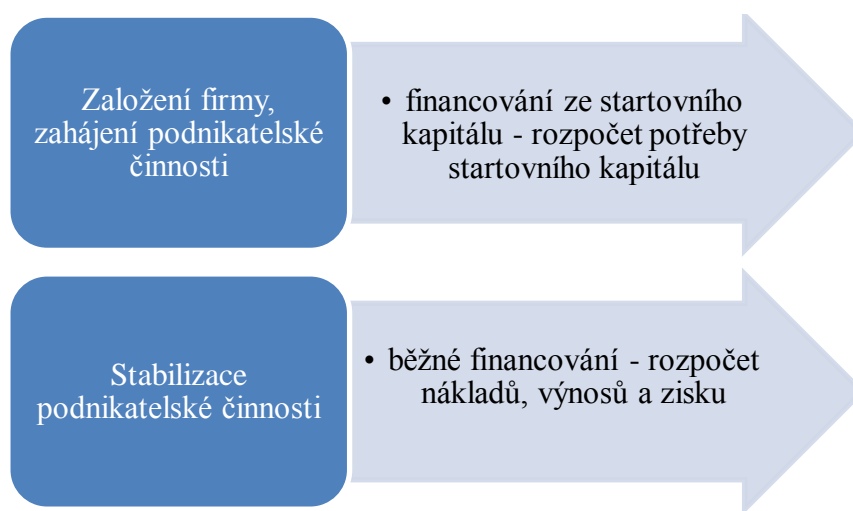 Založení firmy,
zahájení podnikatelské
činnosti
• financování ze startovního
kapitálu - rozpočet potřeby
startovního kapitálu
Stabilizace
podnikatelské činnosti
• běžné financování - rozpočet
nákladů, výnosů a zisku